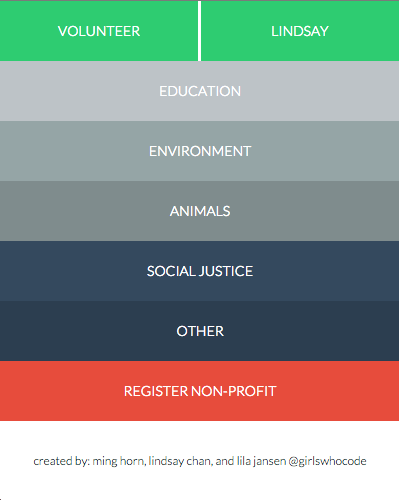 VOLUNTEER
LINDSAY
EDUCATION
ENVIRONMENT
ANIMALS
SOCIAL JUSTICE
OTHER
REGISTER NON-PROFIT
created by: ming horn, lindsay chan, and lila jansen @girlswhocode